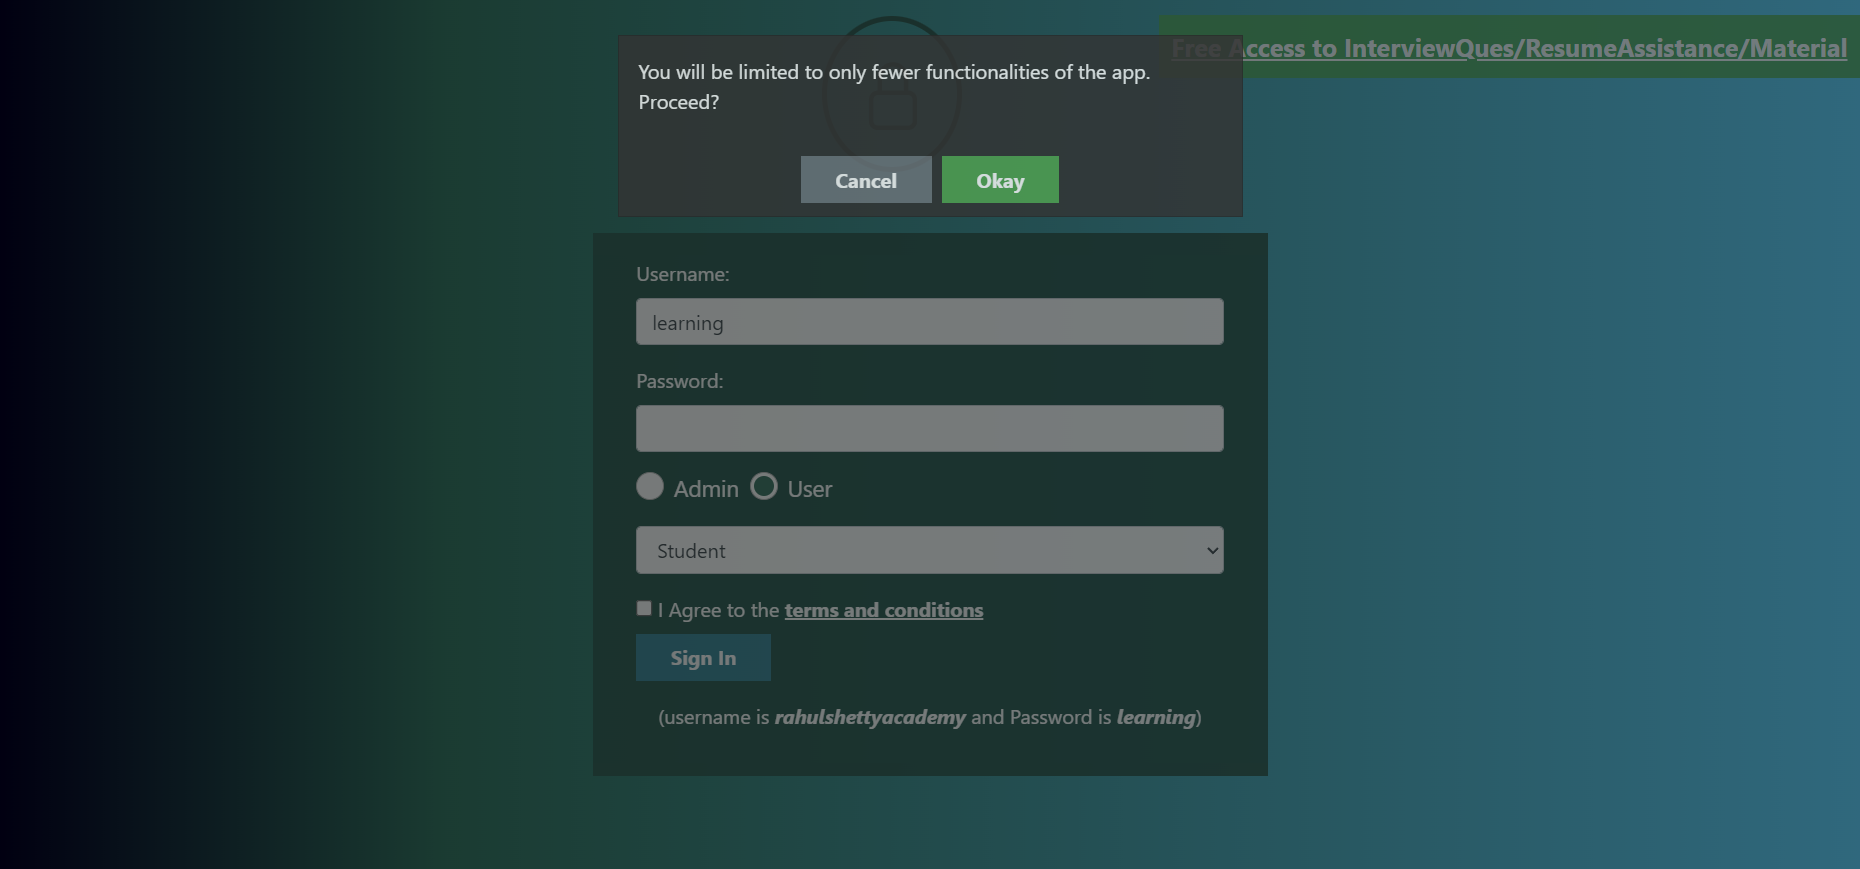 Free Access to InterviewQues/ResumeAssistance/Material
You will be limited to only fewer functionalities of the app.
Proceed?
Cancel Okay
Username:
learning
Password:
Admin User
Student
I Agree to the terms and conditions
Sign In
(username is rahulshettyacademy and Password is learning)